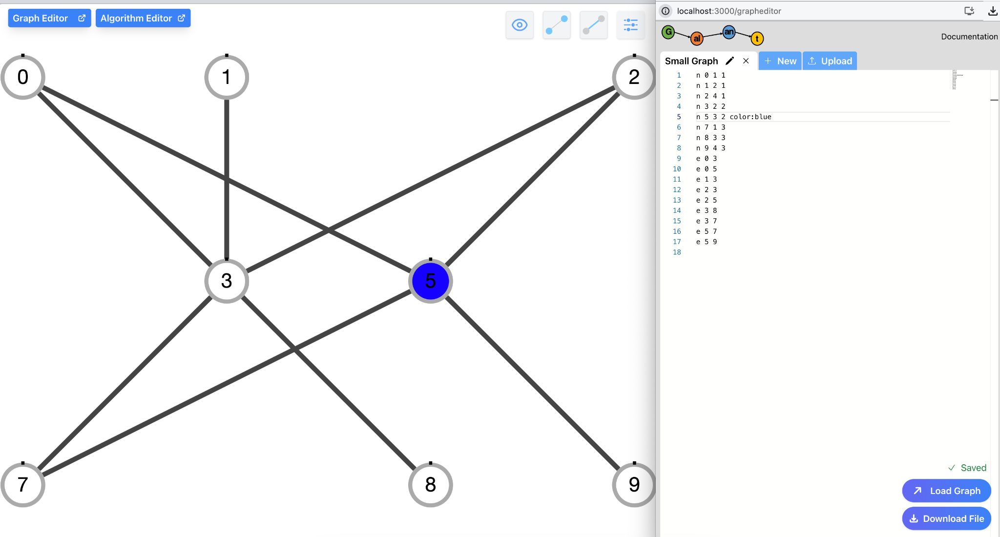 Graph Editor
Algorithm Editor
0
1
2
3
5
7
8
9
localhost:3000/grapheditor
G al an t
Documentation
Small Graph
New
Upload
1 n 0 1 1
2 n 1 2 1
3 n 2 4 1
4 n 3 2 2
5 n 5 3 2 color:blue
6 n 7 1 3
7 n 8 3 3
8 n 9 4 3
9 e 0 3
10 e 0 5
11 e 1 3
12 e 2 3
13 e 2 5
14 e 3 8
15 e 3 7
16 e 5 7
17 e 5 9
18
Saved
Load Graph
Download File